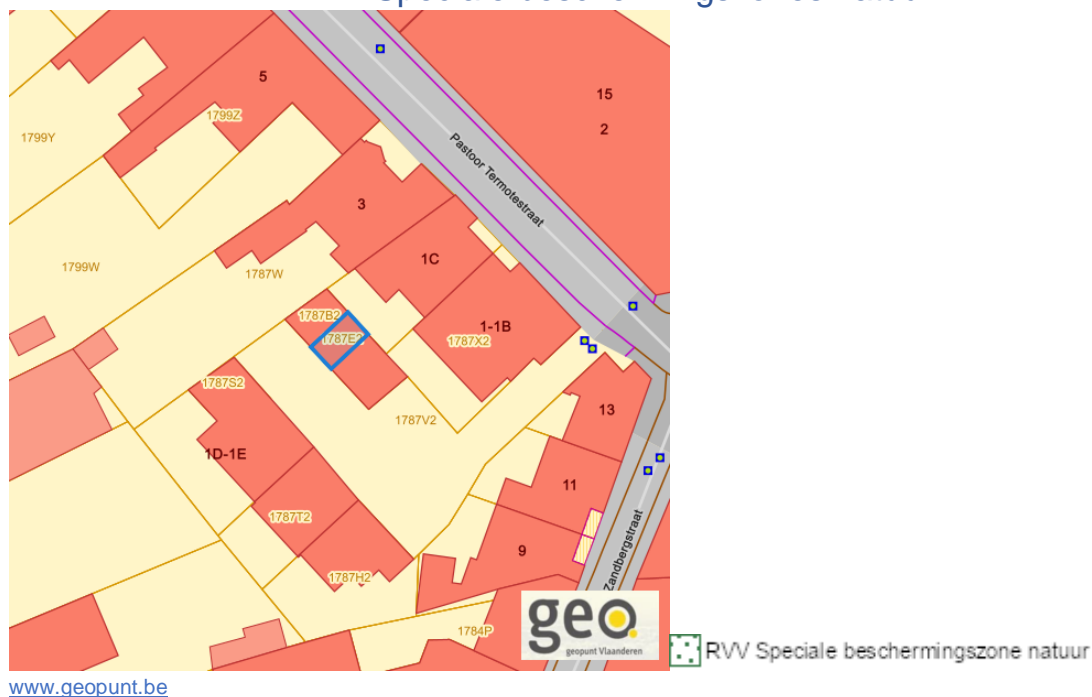 5
15
2
1799Z
1799Y
Pastoor Termotestraat
3
1C
1799W
1787W
1787B2
1-1B
1787E2
1787X2
1787S2
13
1787V2
1D-1E
11
1787T2
9
Zandbergstraat
1787H2
1784P
geo.
geopunt Vlaanderen
RVV Speciale beschermingszone natuur
www.geopunt.be